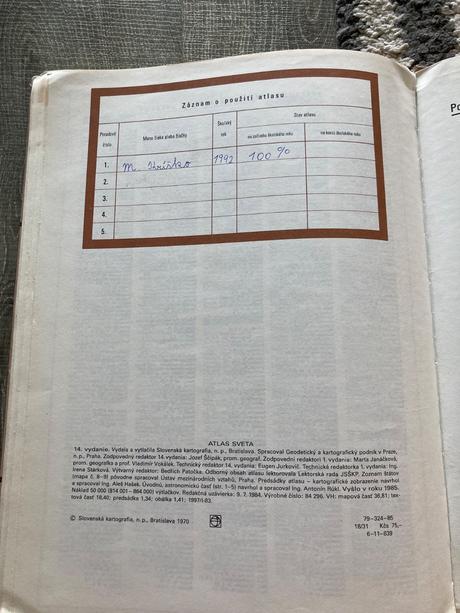 Záznam o použití atlasu
Poradové číslo
Meno žiaka alebo žiačky
Školský rok
Stav atlasu
na začiatku školského roku
na konci školského roku
1. M. Hríško 1992 100 %
2.
3.
4.
5.
ATLAS SVETA
14. vydanie. Vydala a vytlačila Slovenská kartografia, n. p., Bratislava. Spracoval Geodetický a kartografický podnik v Praze,
n. p., Praha. Zodpovedný redaktor 14. vydania: Jozef Ščipák, prom. geograf. Zodpovední redaktori 1. vydania: Marta Janáčková,
prom. geografka a prof. Vladimír Vokálek. Technický redaktor 14. vydania: Eugen Jurkovič. Technická redaktorka 1. vydania: Ing.
Irena Stárková. Výtvarný redaktor: Bedřich Patočka. Odborný obsah atlasu lektorovala Lektorská rada JSŠKP. Zoznam štátov
(mapa č. 8–9) pôvodne spracoval Ústav mezinárodních vztahů, Praha. Predsádky atlasu – kartografické zobrazenie navrhol
a spracoval Ing. Aleš Hašek. Úvodnú, astronomickú časť (str. 1–5) navrhol a spracoval Ing. Antonín Rükl. Vyšlo v roku 1985.
Náklad 50 000 (814 001 – 864 000) výtlačkov. Redakčná uzávierka: 9. 7. 1984. Výrobné číslo: 84 296. VH: mapová časť 36,81; tex-
tová časť 16,40; predsádka 1,34; obálka 1,41; 1997/1-83.
© Slovenská kartografia, n. p., Bratislava 1970
79-324-85
18/31 Kčs 75,-
6-11-639